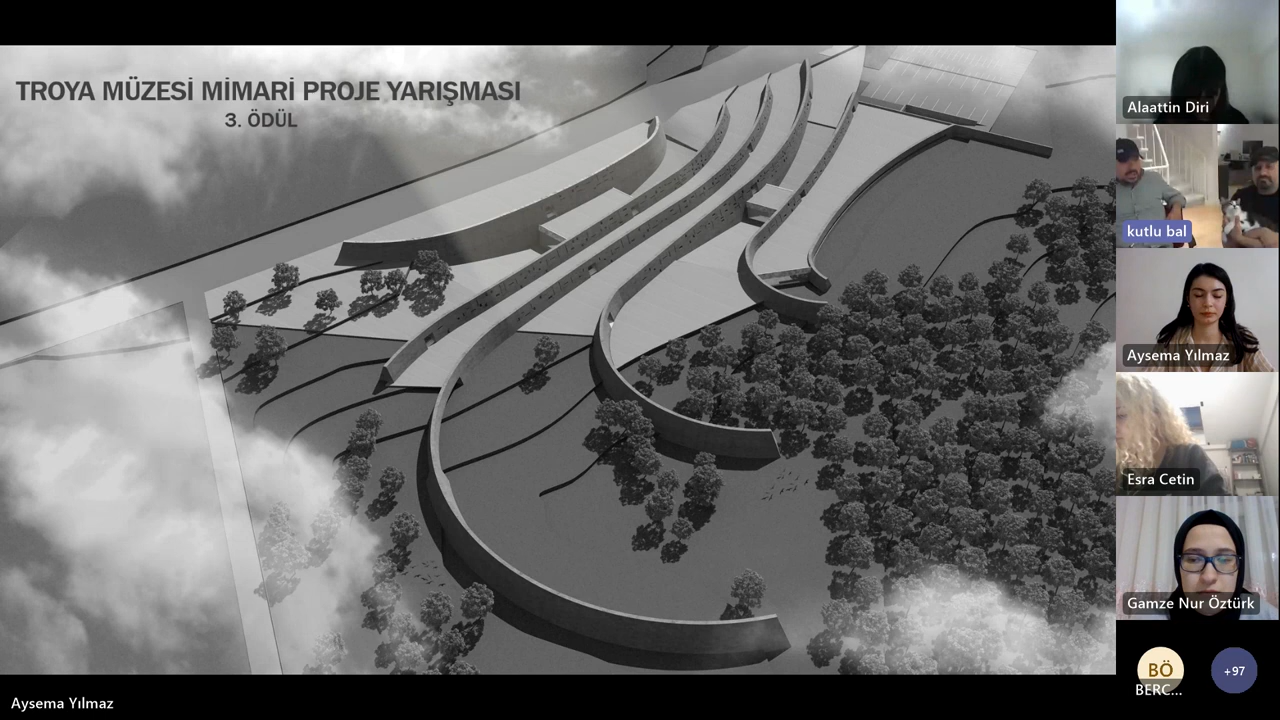 TROYA MÜZESİ MİMARİ PROJE YARIŞMASI
3. ÖDÜL
Alaattin Diri
kutlu bal
Aysema Yılmaz
Esra Cetin
Gamze Nur Öztürk
BÖ
BERC...
+97
Aysema Yılmaz